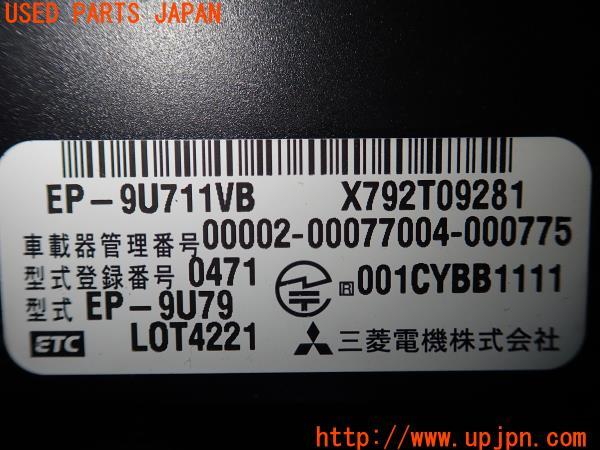 USED PARTS JAPAN
EP-9U711VB X792T09281
車載器管理番号00002-00077004-000775
型式登録番号 0471 R 001CYBB1111
型式 EP-9U79
ETC LOT4221 三菱電機株式会社
http://www.upjpn.com/